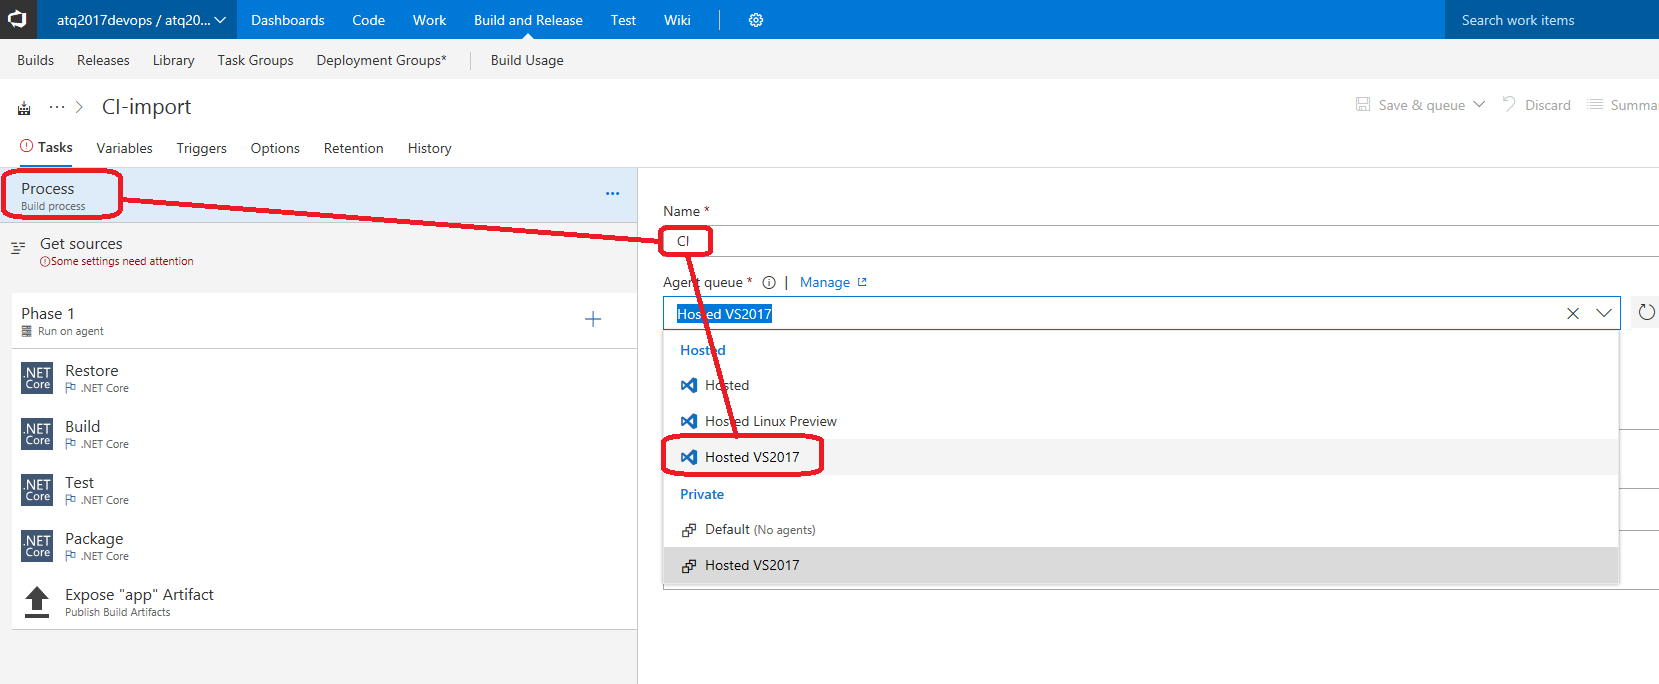 atq2017devops / atq20... Dashboards Code Work Build and Release Test Wiki Search work items
Builds Releases Library Task Groups Deployment Groups* Build Usage
... > CI-import Save & queue Discard Summa
Tasks Variables Triggers Options Retention History
Process
Build process
...
Get sources
Some settings need attention
Phase 1
Run on agent
.NET Core Restore
.NET Core
.NET Core Build
.NET Core
.NET Core Test
.NET Core
.NET Core Package
.NET Core
Expose "app" Artifact
Publish Build Artifacts
Name *
CI
Agent queue * | Manage
Hosted VS2017
Hosted
Hosted
Hosted Linux Preview
Hosted VS2017
Private
Default (No agents)
Hosted VS2017